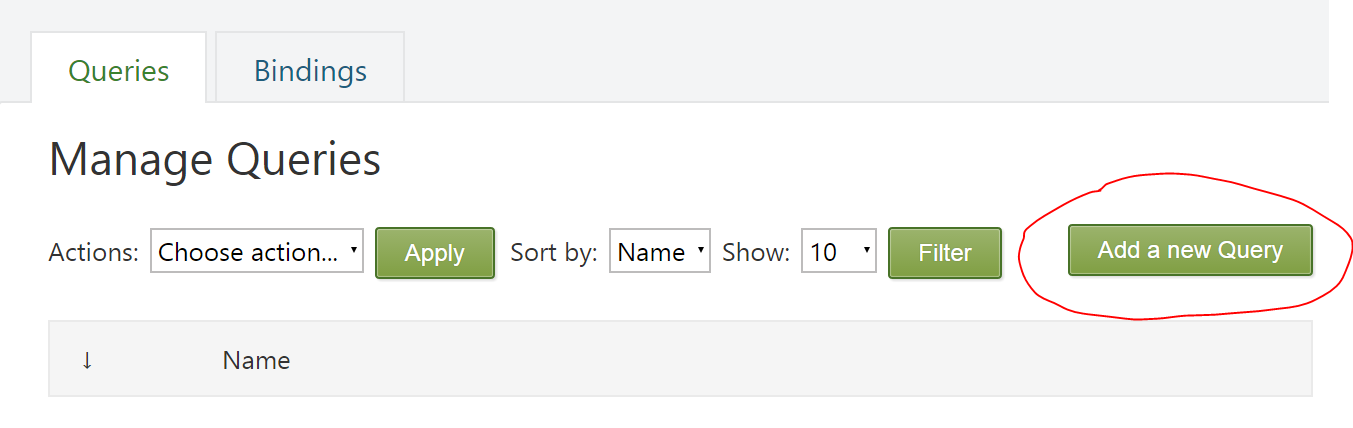 Queries Bindings
Manage Queries
Actions: Choose action... Apply Sort by: Name Show: 10 Filter Add a new Query
↓ Name